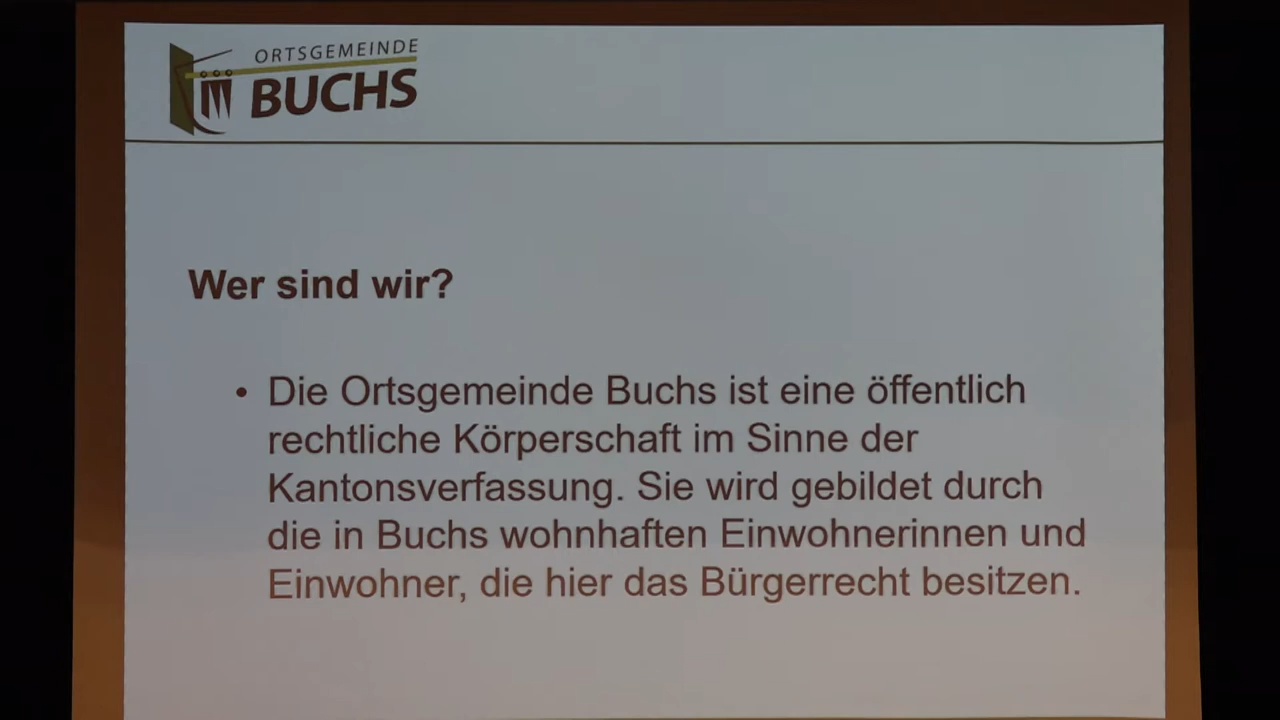 ORTSGEMEINDE
BUCHS
Wer sind wir?
• Die Ortsgemeinde Buchs ist eine öffentlich
rechtliche Körperschaft im Sinne der
Kantonsverfassung. Sie wird gebildet durch
die in Buchs wohnhaften Einwohnerinnen und
Einwohner, die hier das Bürgerrecht besitzen.